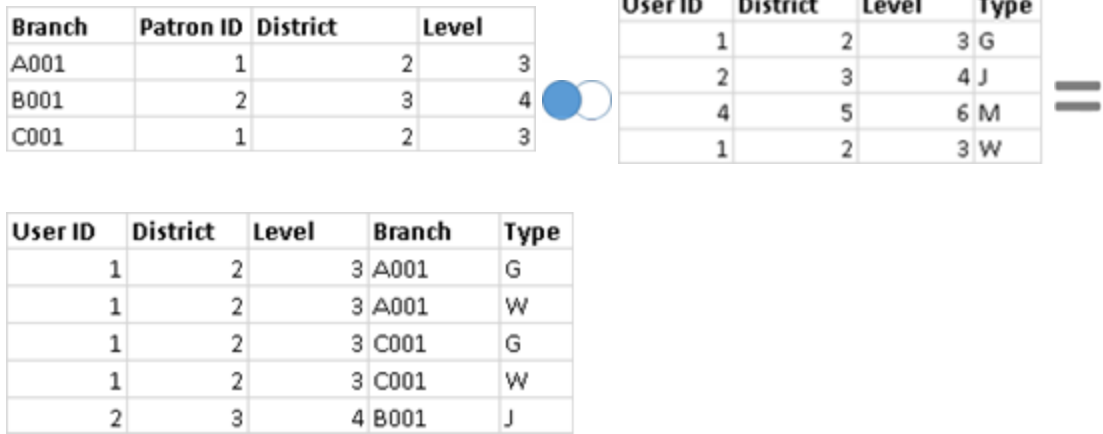 Branch Patron ID District Level
A001 1 2 3
B001 2 3 4
C001 1 2 3
User ID District Level Type
1 2 3 G
2 3 4 J
4 5 6 M
1 2 3 W
=
User ID District Level Branch Type
1 2 3 A001 G
1 2 3 A001 W
1 2 3 C001 G
1 2 3 C001 W
2 3 4 B001 J